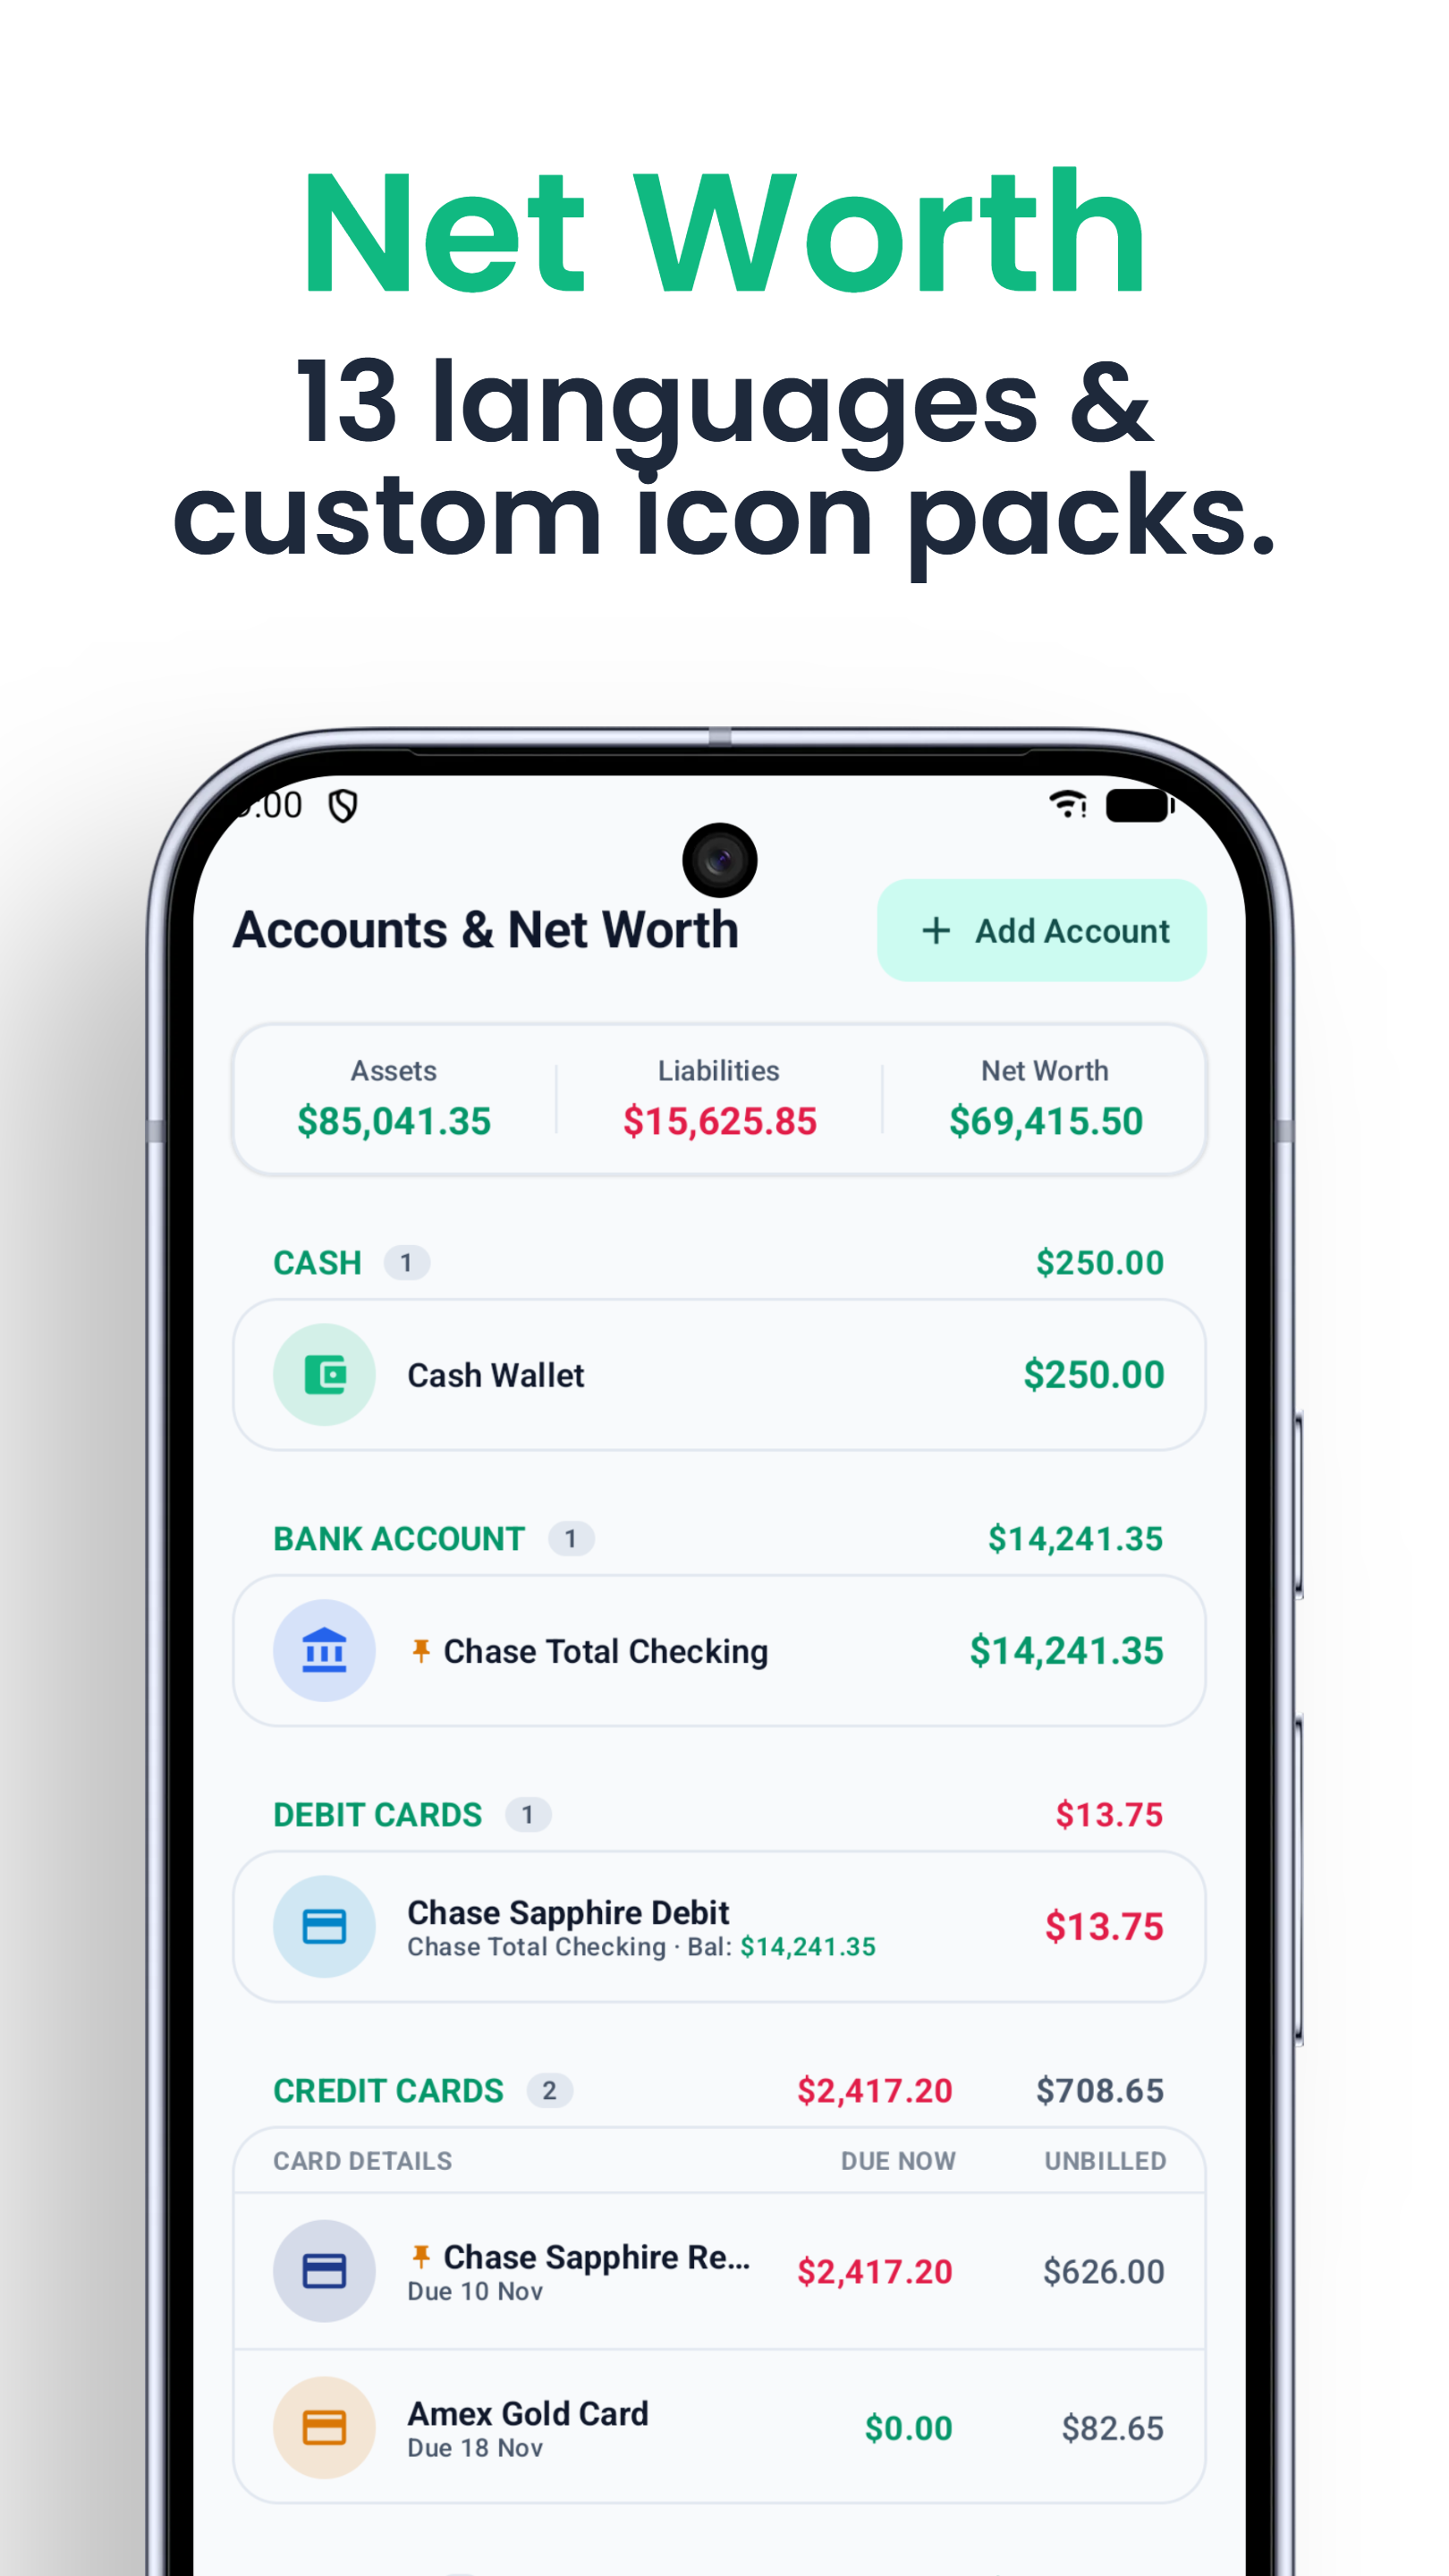 Net Worth
13 languages &
custom icon packs.
:00
Accounts & Net Worth
+ Add Account
Assets
Liabilities
Net Worth
$85,041.35
$15,625.85
$69,415.50
CASH 1 $250.00
Cash Wallet $250.00
BANK ACCOUNT 1 $14,241.35
Chase Total Checking $14,241.35
DEBIT CARDS 1 $13.75
Chase Sapphire Debit
Chase Total Checking · Bal: $14,241.35
$13.75
CREDIT CARDS 2 $2,417.20 $708.65
CARD DETAILS DUE NOW UNBILLED
Chase Sapphire Re... $2,417.20 $626.00
Due 10 Nov
Amex Gold Card $0.00 $82.65
Due 18 Nov